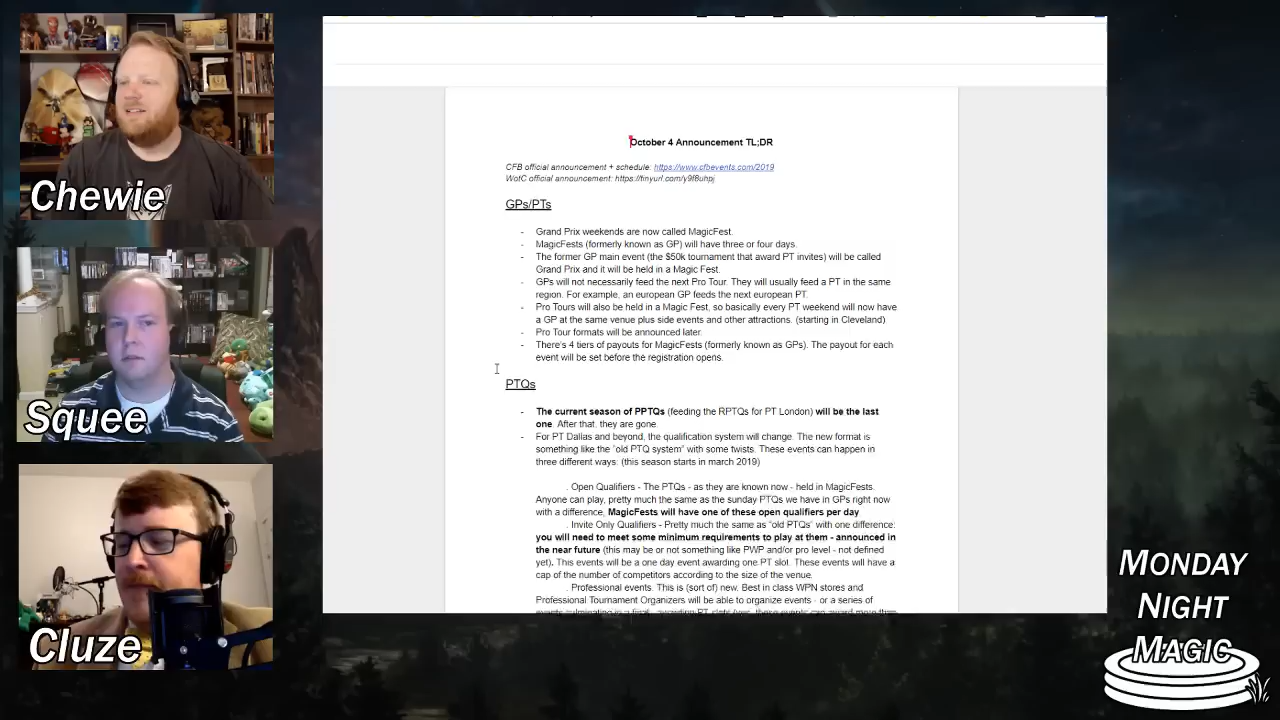 Chewie
Squee
Cluze
October 4 Announcement TL;DR
CFB official announcement + schedule: https://www.cfbevents.com/2019
WotC official announcement: https://tinyurl.com/y9f8uhpj
GPs/PTs
- Grand Prix weekends are now called MagicFest.
- MagicFests (formerly known as GP) will have three or four days.
- The former GP main event (the $50k tournament that award PT invites) will be called
Grand Prix and it will be held in a Magic Fest.
- GPs will not necessarily feed the next Pro Tour. They will usually feed a PT in the same
region. For example, an european GP feeds the next european PT.
- Pro Tours will also be held in a Magic Fest, so basically every PT weekend will now have
a GP at the same venue plus side events and other attractions. (starting in Cleveland)
- Pro Tour formats will be announced later.
- There's 4 tiers of payouts for MagicFests (formerly known as GPs). The payout for each
event will be set before the registration opens.
PTQs
- The current season of PPTQs (feeding the RPTQs for PT London) will be the last
one. After that, they are gone.
- For PT Dallas and beyond, the qualification system will change. The new format is
something like the "old PTQ system" with some twists. These events can happen in
three different ways. (this season starts in march 2019)
. Open Qualifiers - The PTQs - as they are known now - held in MagicFests.
Anyone can play, pretty much the same as the sunday PTQs we have in GPs right now
with a difference, MagicFests will have one of these open qualifiers per day
. Invite Only Qualifiers - Pretty much the same as "old PTQs" with one difference:
you will need to meet some minimum requirements to play at them - announced in
the near future (this may be or not something like PWP and/or pro level - not defined
yet). This events will be a one day event awarding one PT slot. These events will have a
cap of the number of competitors according to the size of the venue.
. Professional events. This is (sort of) new. Best in class WPN stores and
Professional Tournament Organizers will be able to organize events - or a series of
events culminating in a final - awarding PT slots (yes, these events can award more than
MONDAY
NIGHT
MAGIC